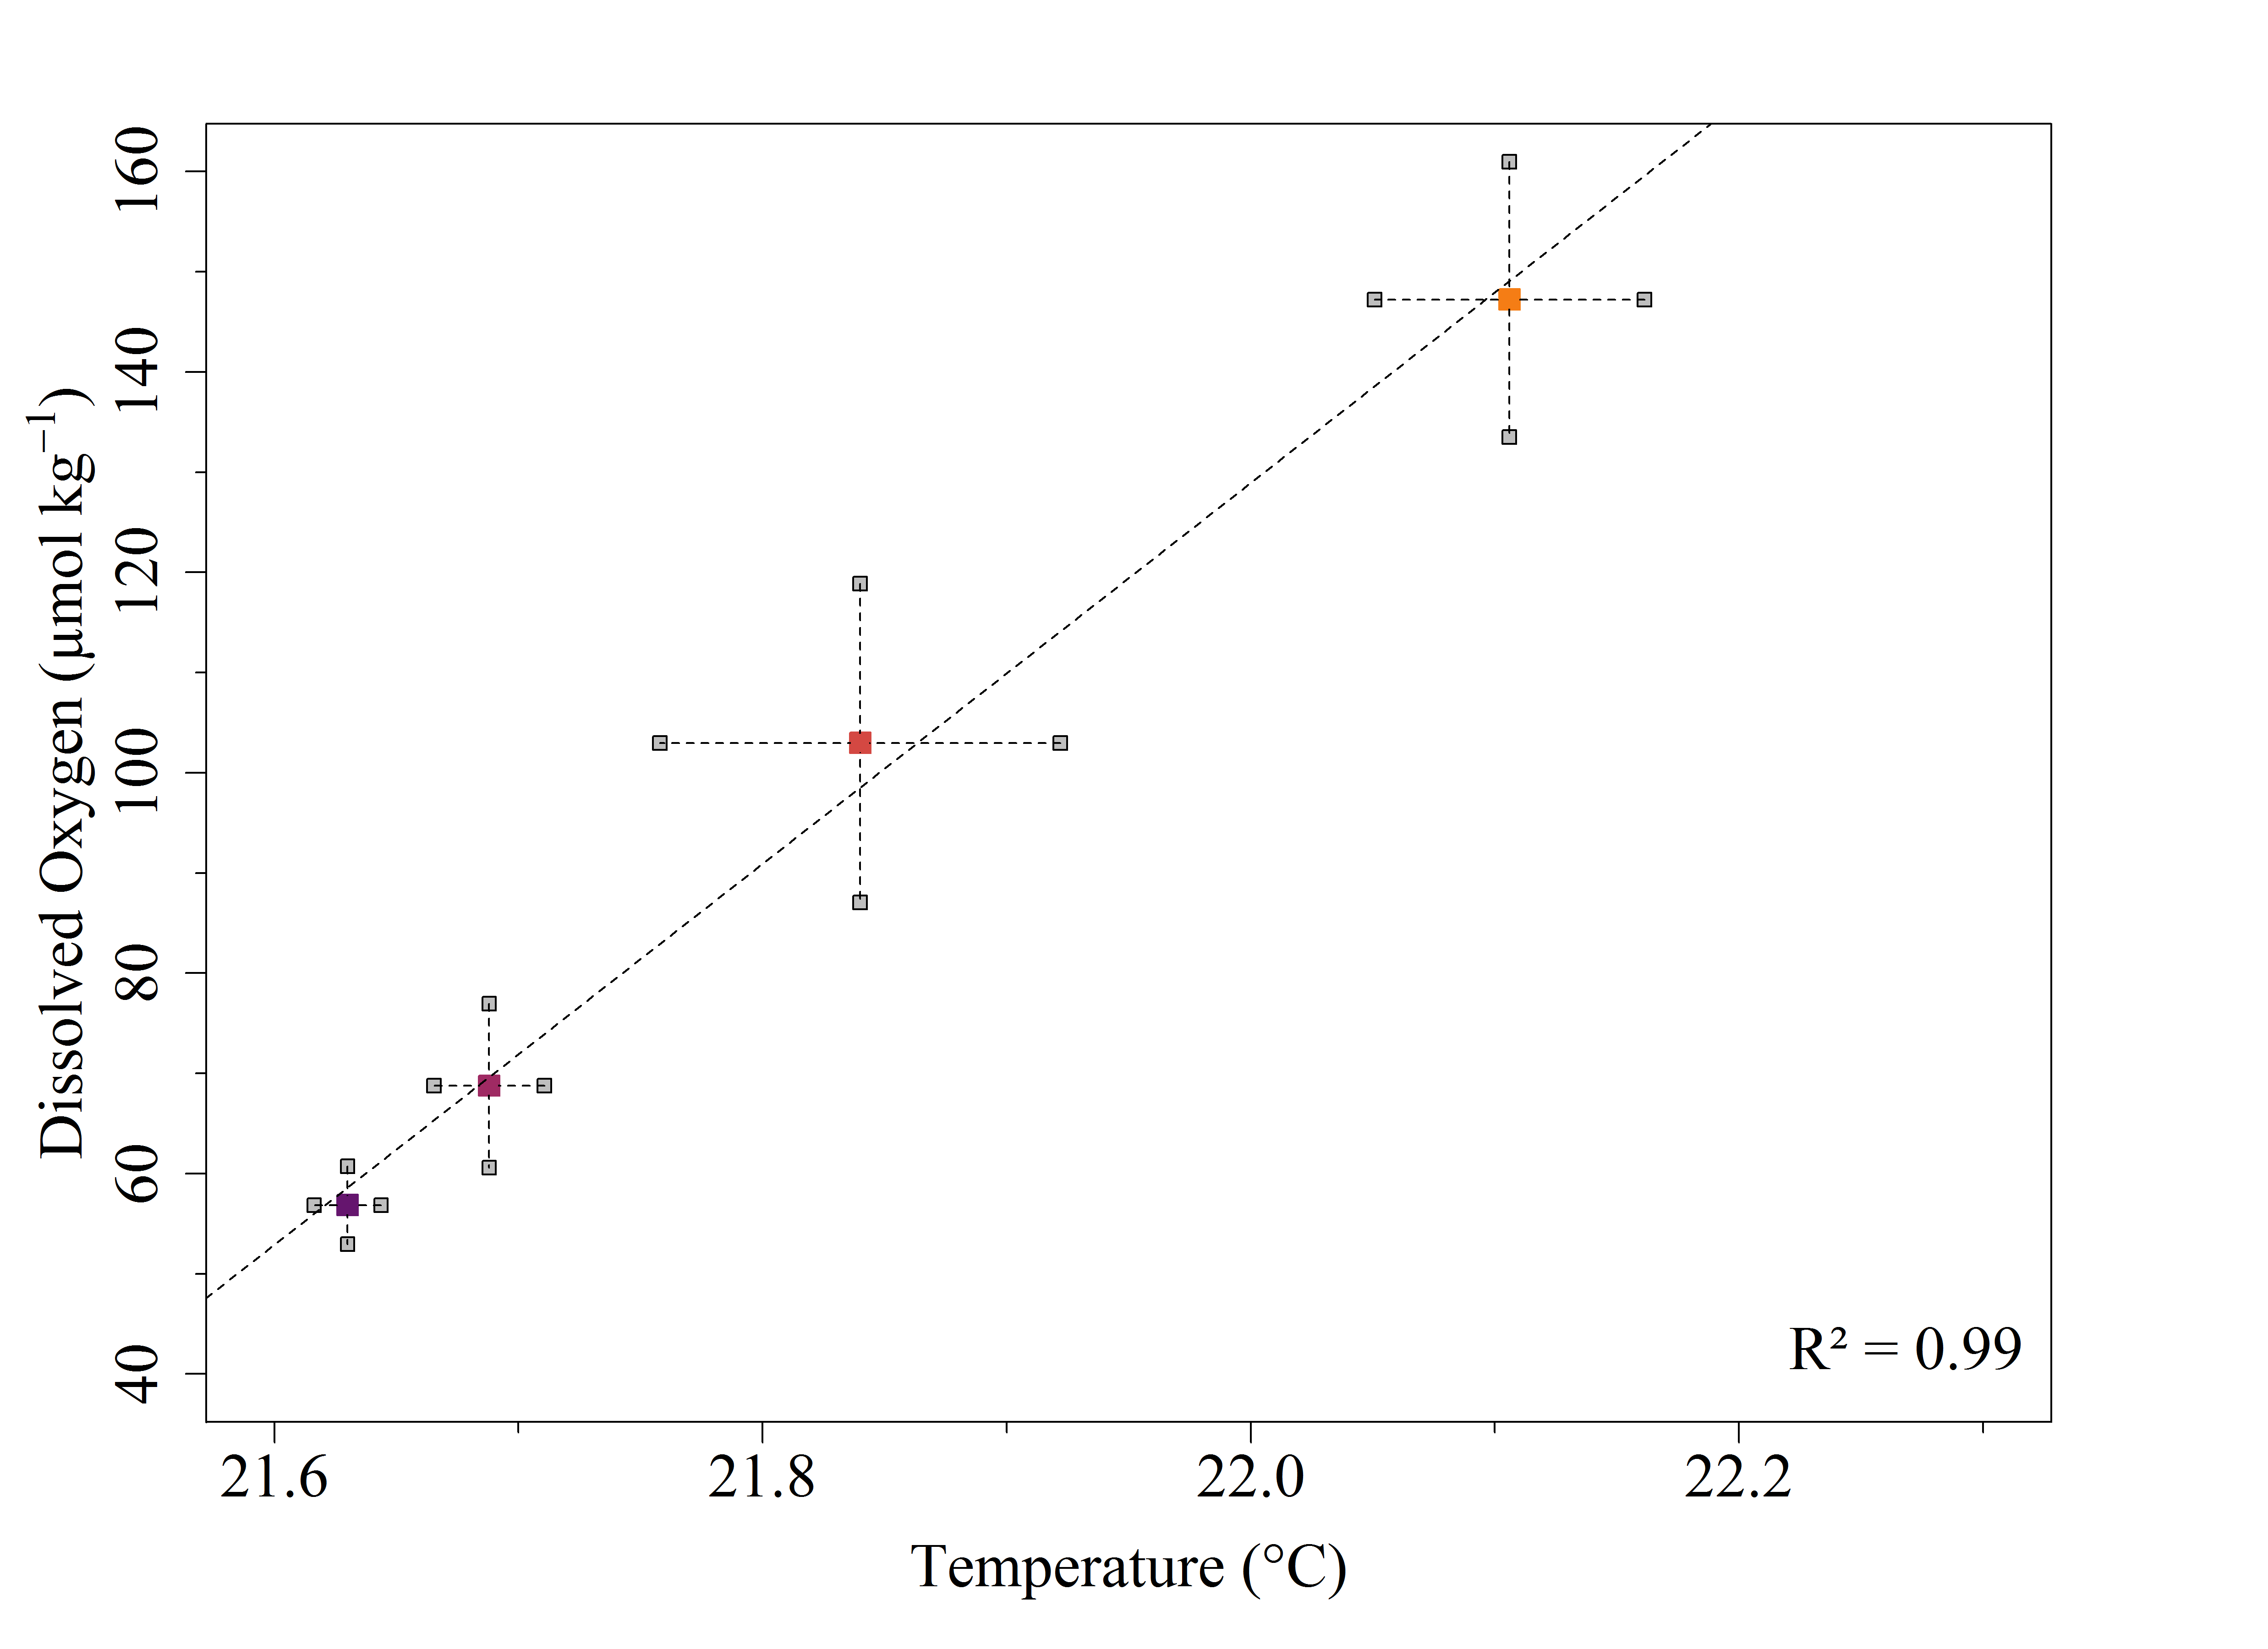 160
140
120
100
80
60
40
Dissolved Oxygen (μmol kg⁻¹)
R² = 0.99
21.6 21.8 22.0 22.2
Temperature (°C)